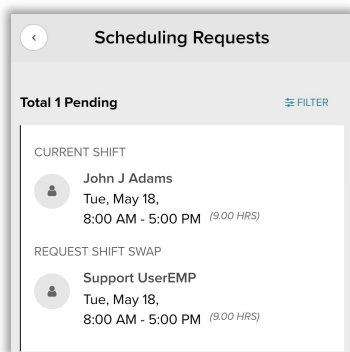 Scheduling Requests
Total 1 Pending
FILTER
CURRENT SHIFT
John J Adams
Tue, May 18,
8:00 AM - 5:00 PM (9.00 HRS)
REQUEST SHIFT SWAP
Support UserEMP
Tue, May 18,
8:00 AM - 5:00 PM (9.00 HRS)